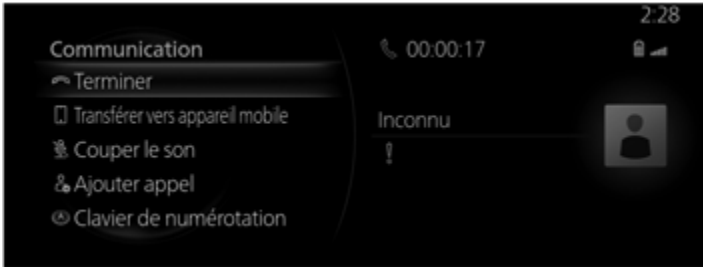 2:28
Communication
00:00:17
Terminer
Transférer vers appareil mobile
Inconnu
Couper le son
Ajouter appel
Clavier de numérotation